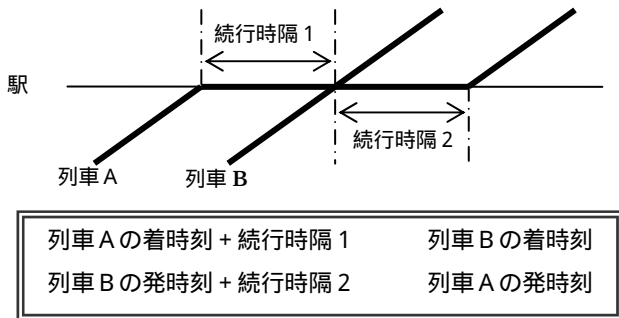 続行時隔 1
駅
続行時隔 2
列車 A
列車 B
列車 A の着時刻 + 続行時隔 1 列車 B の着時刻
列車 B の発時刻 + 続行時隔 2 列車 A の発時刻